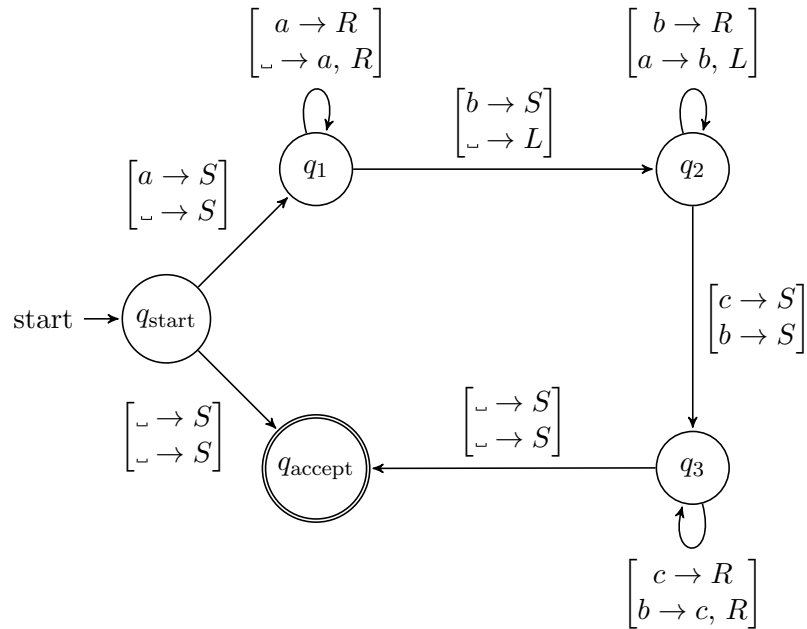 a → R
␣ → a, R
b → R
a → b, L
b → S
␣ → L
q1
q2
a → S
␣ → S
c → S
b → S
start
qstart
␣ → S
␣ → S
␣ → S
␣ → S
qaccept
q3
c → R
b → c, R